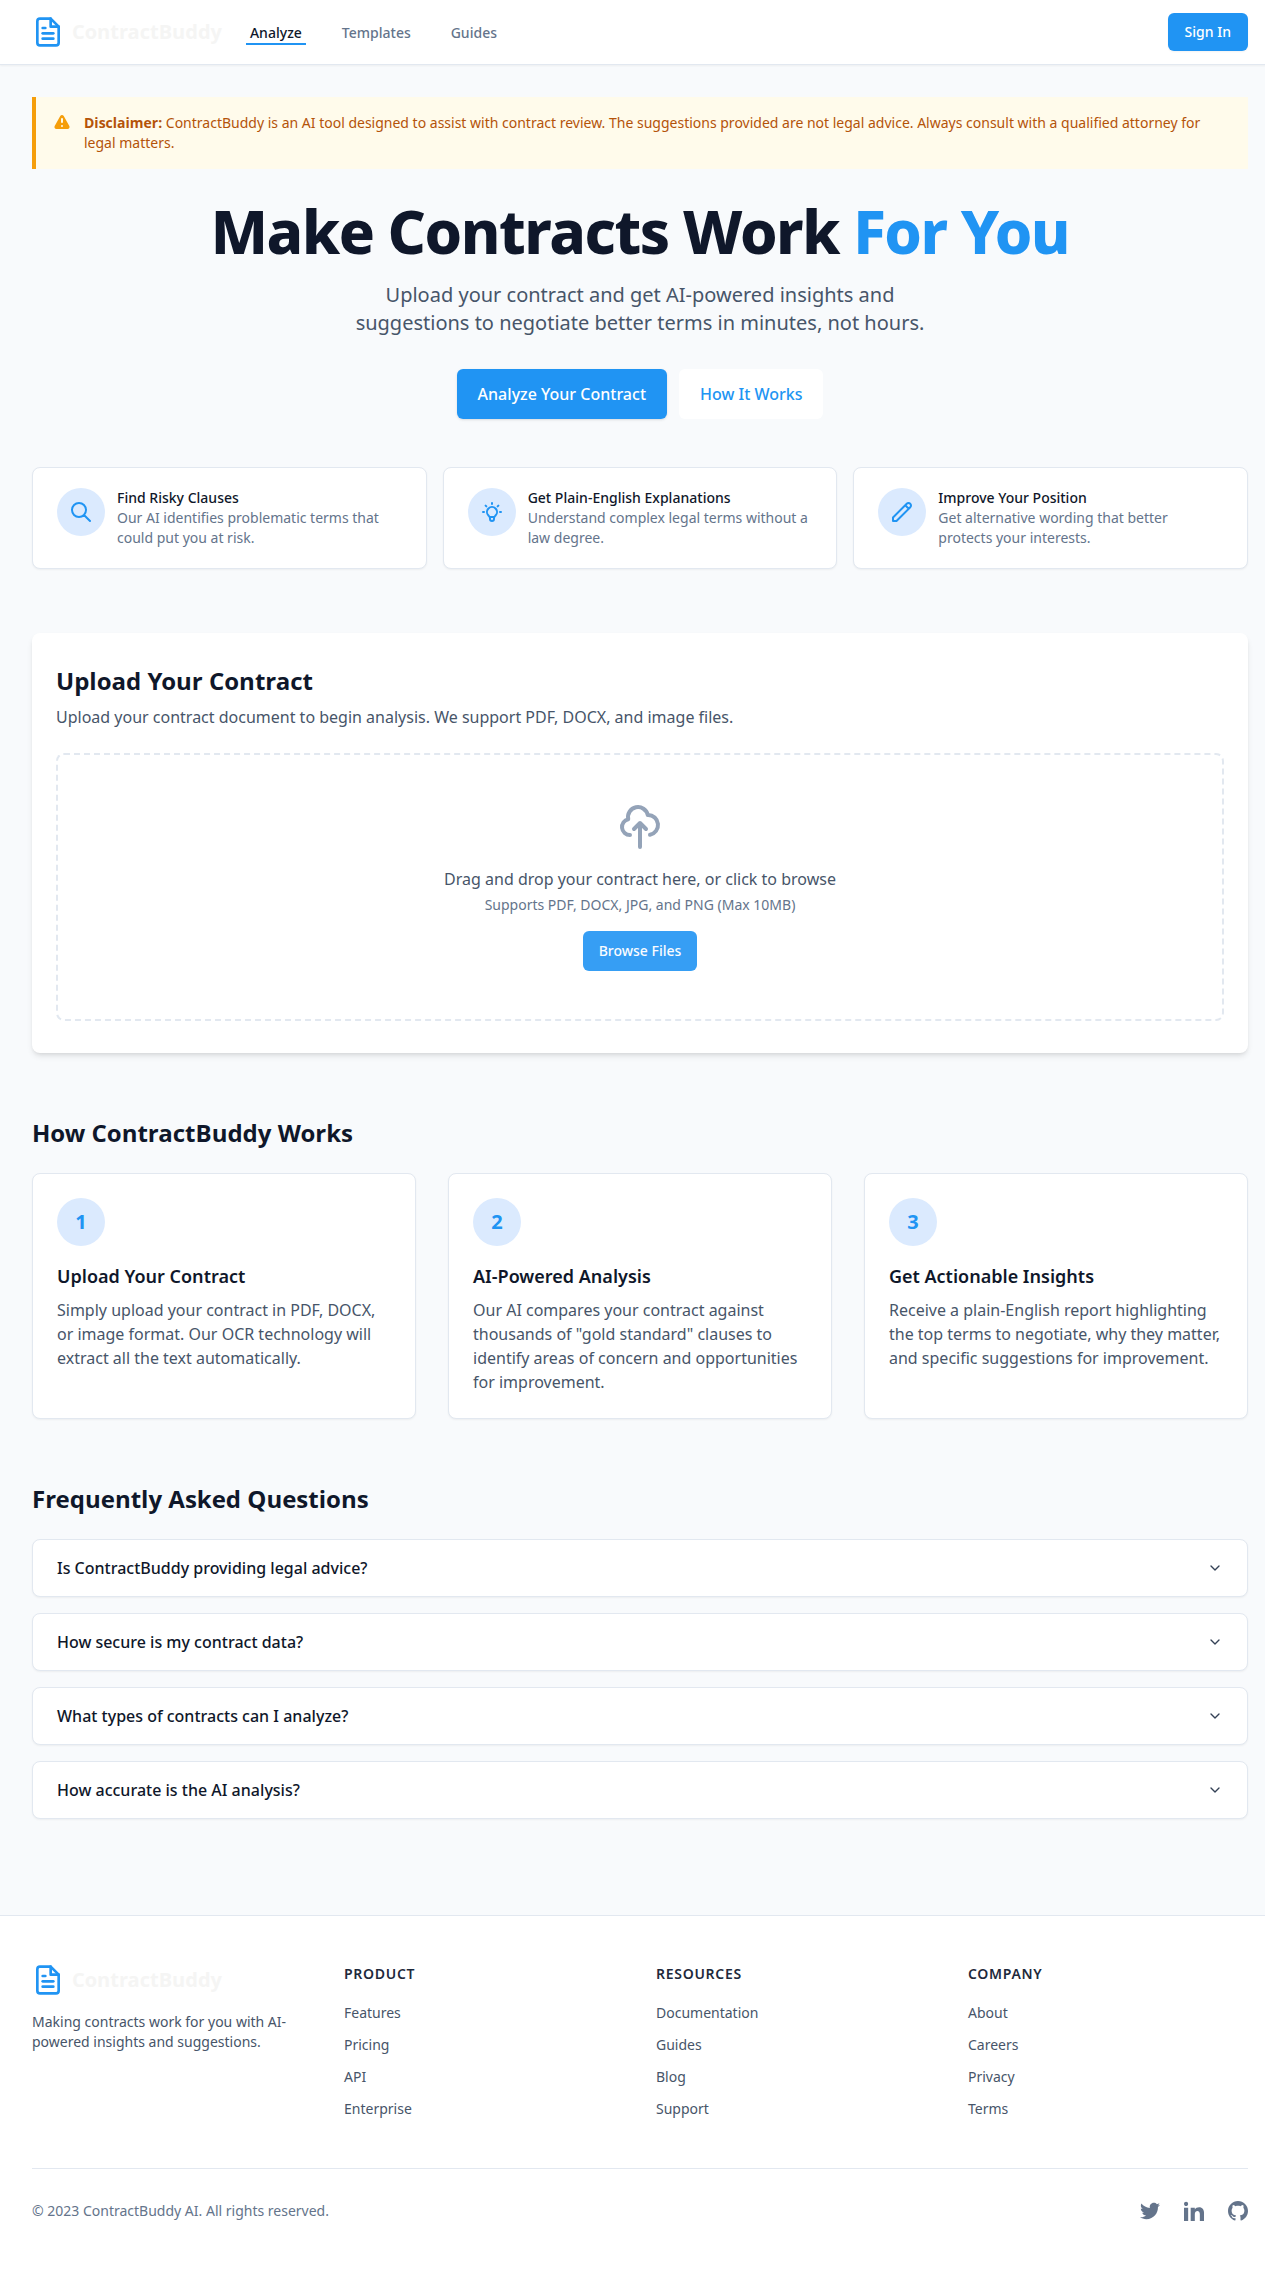 ContractBuddy
Analyze
Templates
Guides
Sign In
Disclaimer: ContractBuddy is an AI tool designed to assist with contract review. The suggestions provided are not legal advice. Always consult with a qualified attorney for
legal matters.
Make Contracts Work For You
Upload your contract and get AI-powered insights and
suggestions to negotiate better terms in minutes, not hours.
Analyze Your Contract
How It Works
Find Risky Clauses
Our AI identifies problematic terms that
could put you at risk.
Get Plain-English Explanations
Understand complex legal terms without a
law degree.
Improve Your Position
Get alternative wording that better
protects your interests.
Upload Your Contract
Upload your contract document to begin analysis. We support PDF, DOCX, and image files.
Drag and drop your contract here, or click to browse
Supports PDF, DOCX, JPG, and PNG (Max 10MB)
Browse Files
How ContractBuddy Works
1
Upload Your Contract
Simply upload your contract in PDF, DOCX,
or image format. Our OCR technology will
extract all the text automatically.
2
AI-Powered Analysis
Our AI compares your contract against
thousands of "gold standard" clauses to
identify areas of concern and opportunities
for improvement.
3
Get Actionable Insights
Receive a plain-English report highlighting
the top terms to negotiate, why they matter,
and specific suggestions for improvement.
Frequently Asked Questions
Is ContractBuddy providing legal advice?
How secure is my contract data?
What types of contracts can I analyze?
How accurate is the AI analysis?
ContractBuddy
Making contracts work for you with AI-
powered insights and suggestions.
PRODUCT
Features
Pricing
API
Enterprise
RESOURCES
Documentation
Guides
Blog
Support
COMPANY
About
Careers
Privacy
Terms
© 2023 ContractBuddy AI. All rights reserved.